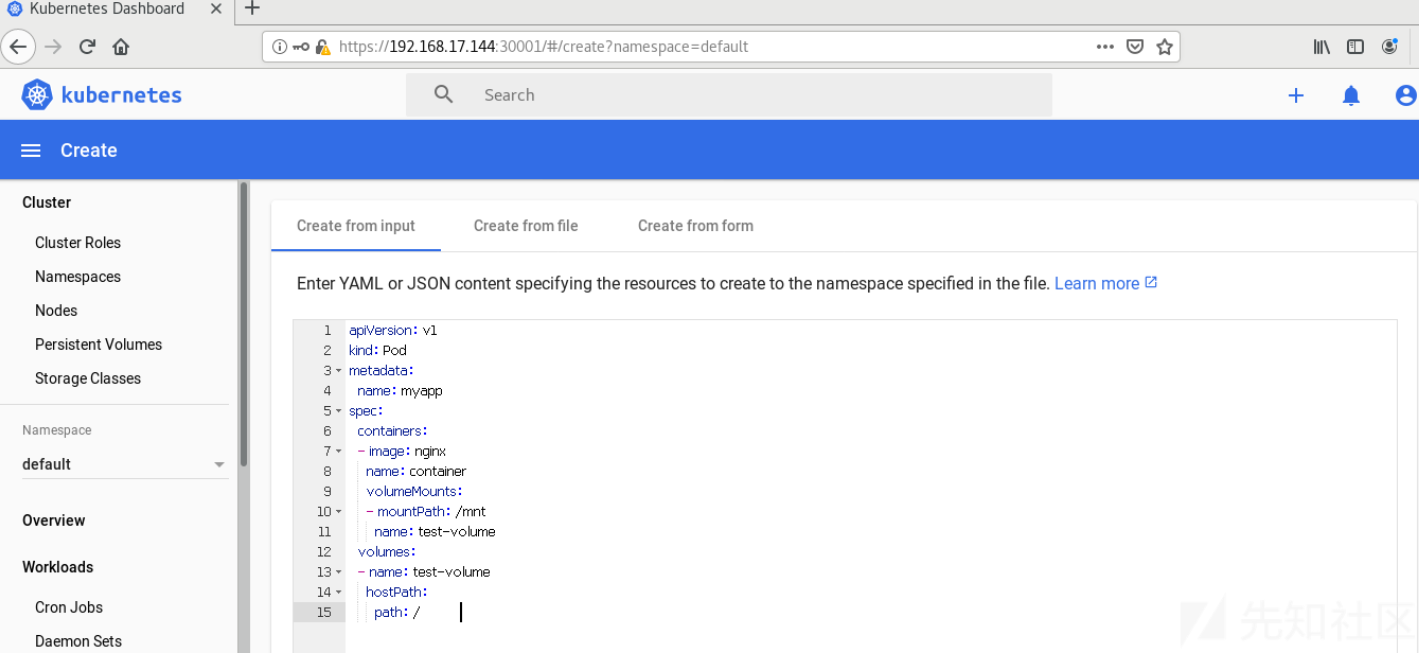 Kubernetes Dashboard
https://192.168.17.144:30001/#/create?namespace=default
kubernetes
Search
Create
Cluster
Cluster Roles
Namespaces
Nodes
Persistent Volumes
Storage Classes
Namespace
default
Overview
Workloads
Cron Jobs
Daemon Sets
Create from input Create from file Create from form
Enter YAML or JSON content specifying the resources to create to the namespace specified in the file. Learn more
1 apiVersion: v1
2 kind: Pod
3 metadata:
4 name: myapp
5 spec:
6 containers:
7 - image: nginx
8 name: container
9 volumeMounts:
10 - mountPath: /mnt
11 name: test-volume
12 volumes:
13 - name: test-volume
14 hostPath:
15 path: /
先知社区